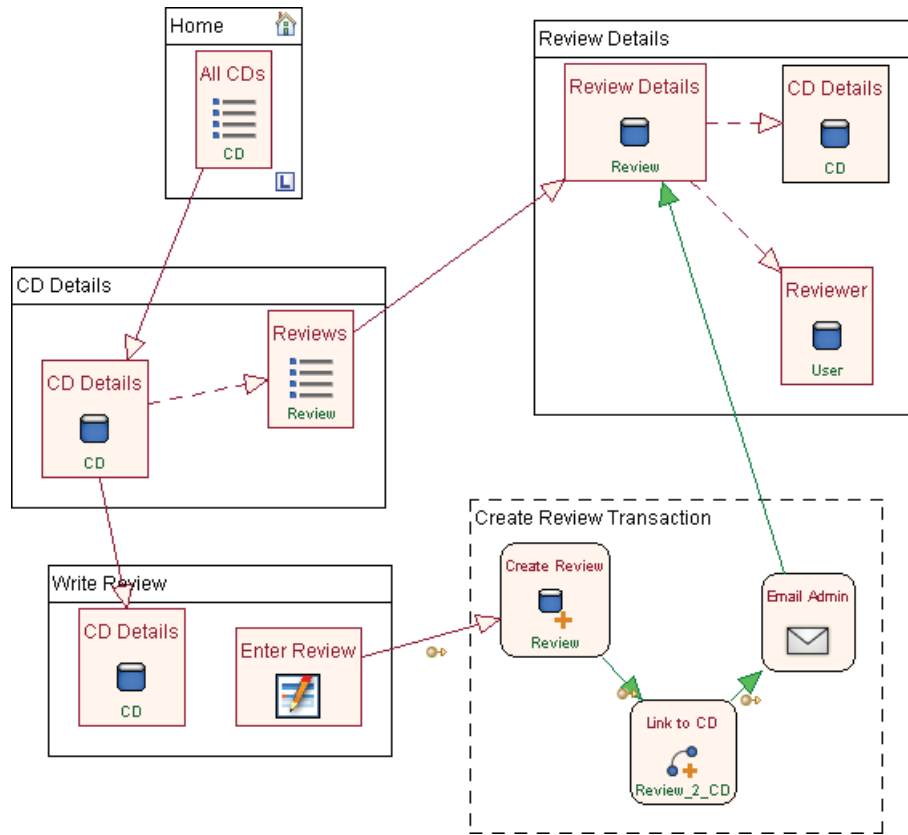 Home
All CDs
CD
L
Review Details
Review Details
Review
CD Details
CD
Reviewer
User
CD Details
CD Details
CD
Reviews
Review
Write Review
CD Details
CD
Enter Review
Create Review Transaction
Create Review
Review
Link to CD
Review_2_CD
Email Admin